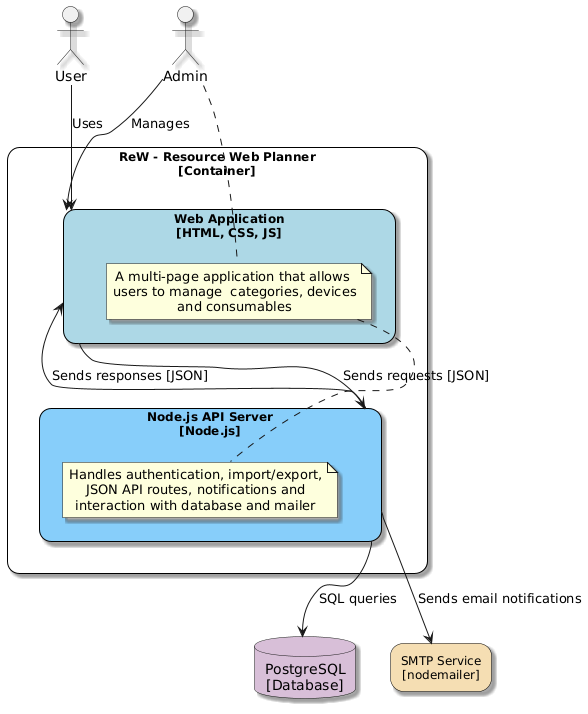 User
Admin
Uses
Manages
ReW - Resource Web Planner
[Container]
Web Application
[HTML, CSS, JS]
A multi-page application that allows
users to manage  categories, devices
and consumables
Sends responses [JSON]
Sends requests [JSON]
Node.js API Server
[Node.js]
Handles authentication, import/export,
JSON API routes, notifications and
interaction with database and mailer
SQL queries
Sends email notifications
PostgreSQL
[Database]
SMTP Service
[nodemailer]